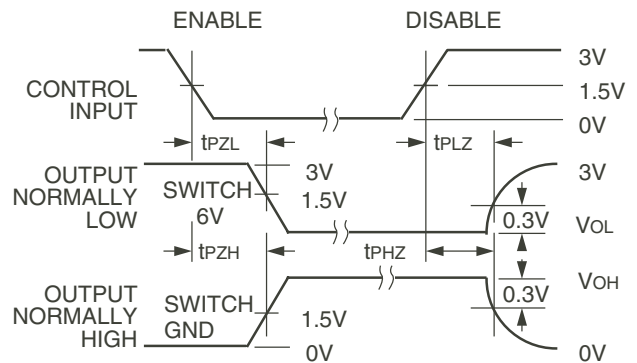 ENABLE
DISABLE
CONTROL
INPUT
3V
1.5V
0V
tPZL
tPLZ
OUTPUT
NORMALLY
LOW
SWITCH
6V
3V
1.5V
3V
0.3V
VOL
tPZH
tPHZ
OUTPUT
NORMALLY
HIGH
SWITCH
GND
1.5V
0V
0.3V
VOH
0V